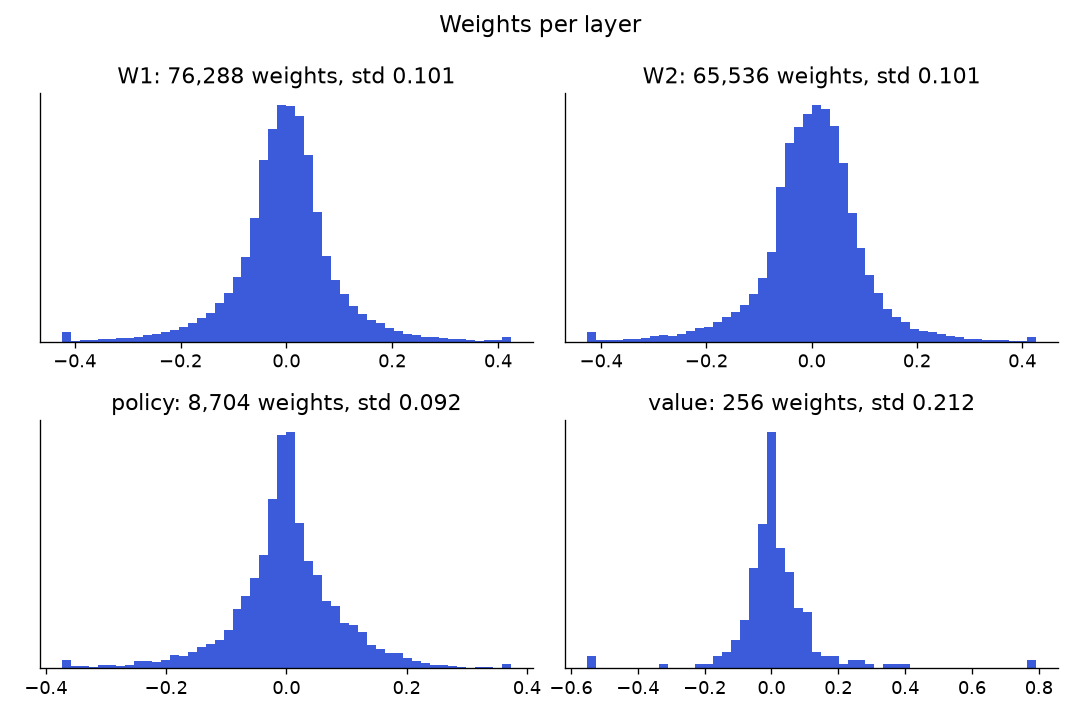 Weights per layer
W1: 76,288 weights, std 0.101
W2: 65,536 weights, std 0.101
−0.4 −0.2 0.0 0.2 0.4
−0.4 −0.2 0.0 0.2 0.4
policy: 8,704 weights, std 0.092
value: 256 weights, std 0.212
−0.4 −0.2 0.0 0.2 0.4
−0.6 −0.4 −0.2 0.0 0.2 0.4 0.6 0.8